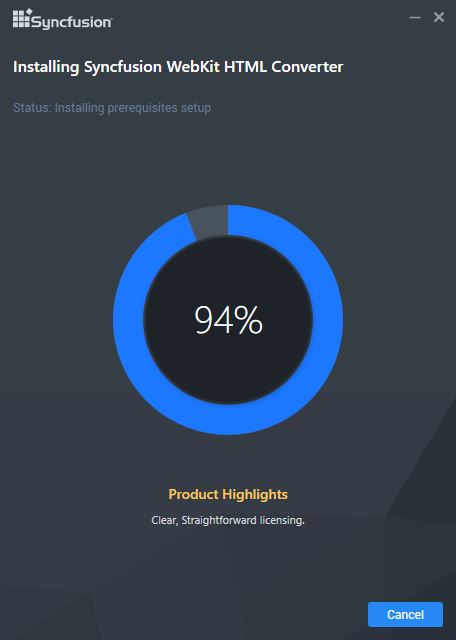 Syncfusion
Installing Syncfusion WebKit HTML Converter
Status: Installing prerequisites setup
94%
Product Highlights
Clear, Straightforward licensing.
Cancel